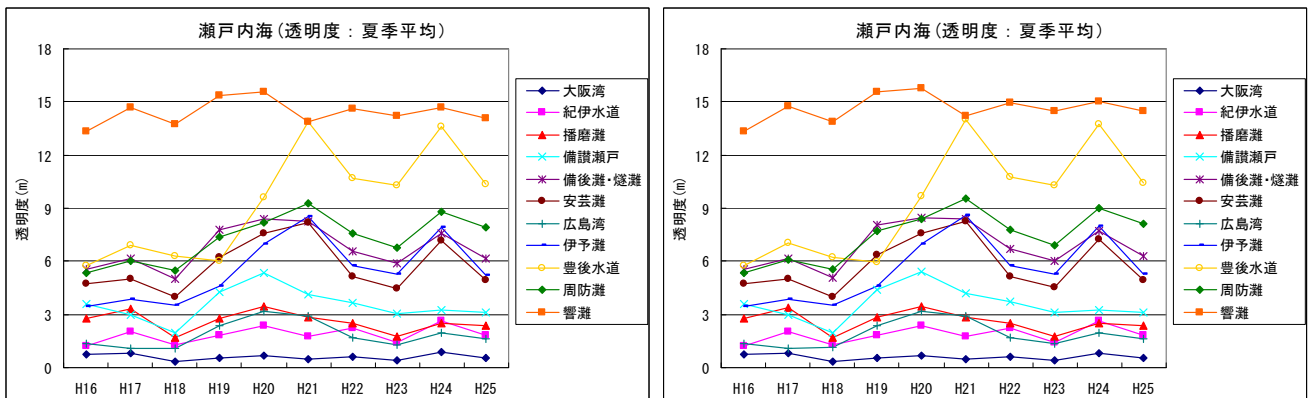 瀬戸内海(透明度：夏季平均)
18
15
12
9
6
3
0
透明度(m)
H16 H17 H18 H19 H20 H21 H22 H23 H24 H25
大阪湾
紀伊水道
播磨灘
備讃瀬戸
備後灘・燧灘
安芸灘
広島湾
伊予灘
豊後水道
周防灘
響灘
瀬戸内海(透明度：夏季平均)
18
15
12
9
6
3
0
透明度(m)
H16 H17 H18 H19 H20 H21 H22 H23 H24 H25
大阪湾
紀伊水道
播磨灘
備讃瀬戸
備後灘・燧灘
安芸灘
広島湾
伊予灘
豊後水道
周防灘
響灘